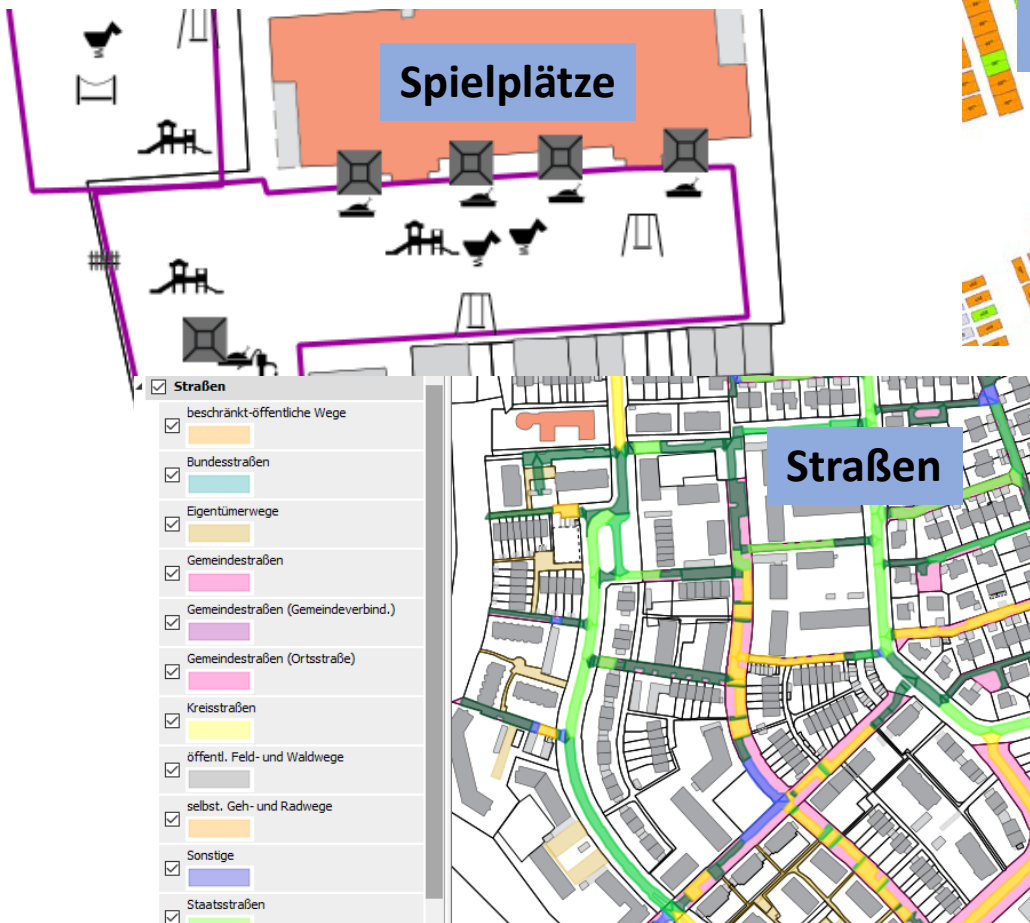 Spielplätze
Straßen
beschränkt-öffentliche Wege
Bundesstraßen
Eigentümerwege
Gemeindestraßen
Gemeindestraßen (Gemeindeverbind.)
Gemeindestraßen (Ortsstraße)
Kreisstraßen
öffentl. Feld- und Waldwege
selbst. Geh- und Radwege
Sonstige
Staatsstraßen
Straßen